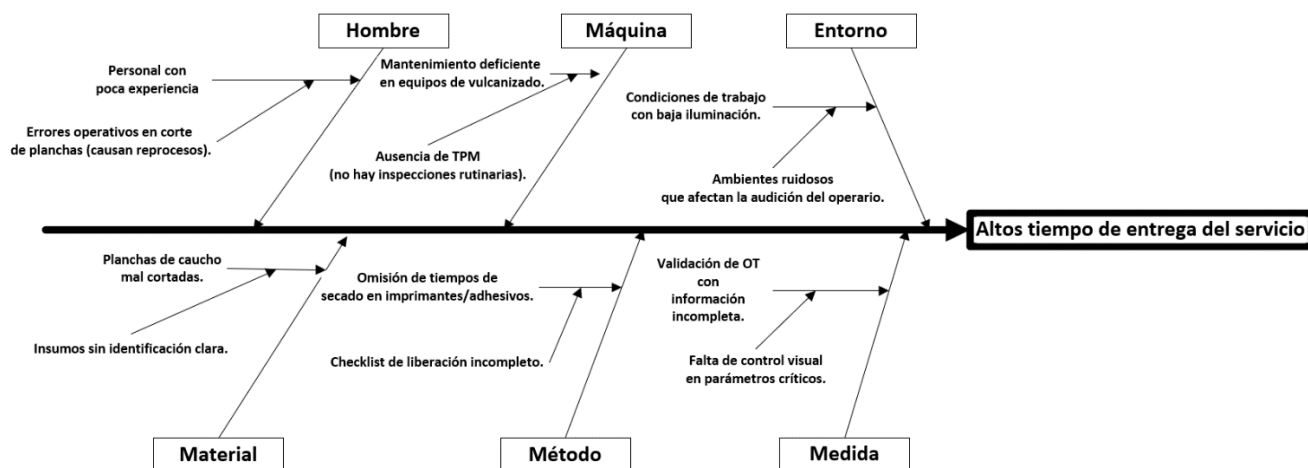 Hombre
Máquina
Entorno
Personal con
poca experiencia
Errores operativos en corte
de planchas (causan reprocesos).
Mantenimiento deficiente
en equipos de vulcanizado.
Ausencia de TPM
(no hay inspecciones rutinarias).
Condiciones de trabajo
con baja iluminación.
Ambientes ruidosos
que afectan la audición del operario.
Altos tiempo de entrega del servicio
Planchas de caucho
mal cortadas.
Insumos sin identificación clara.
Omisión de tiempos de
secado en imprimantes/adhesivos.
Checklist de liberación incompleto.
Validación de OT
con
información
incompleta.
Falta de control visual
en parámetros críticos.
Material
Método
Medida